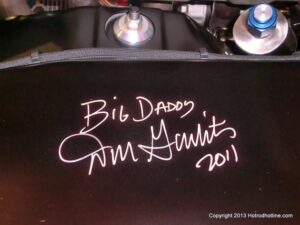 Big Daddy
Don Garlits
2011
Copyright 2013 Hotrodhotline.com